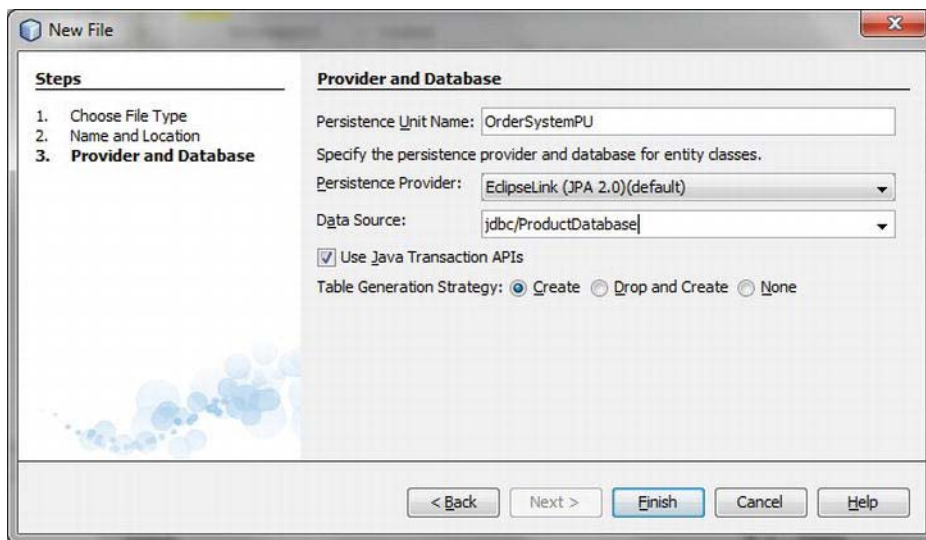 New File
Steps
1. Choose File Type
2. Name and Location
3. Provider and Database
Provider and Database
Persistence Unit Name: OrderSystemPU
Specify the persistence provider and database for entity classes.
Persistence Provider: EclipseLink (JPA 2.0)(default)
Data Source: jdbc/ProductDatabase
Use Java Transaction APIs
Table Generation Strategy: Create Drop and Create None
< Back Next > Finish Cancel Help